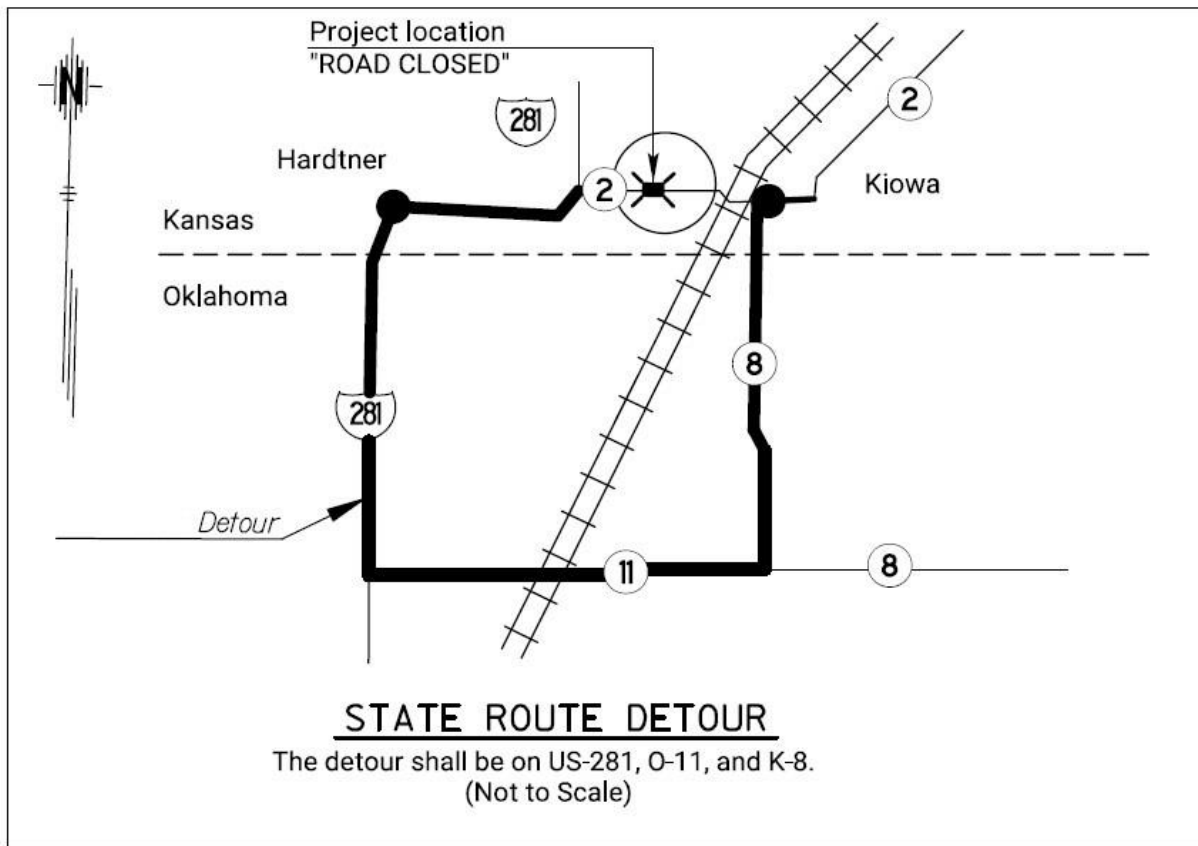 Project location
"ROAD CLOSED"
N
281
2
Hardtner
2
Kiowa
Kansas
Oklahoma
8
281
Detour
11
8
STATE ROUTE DETOUR
The detour shall be on US-281, O-11, and K-8.
(Not to Scale)